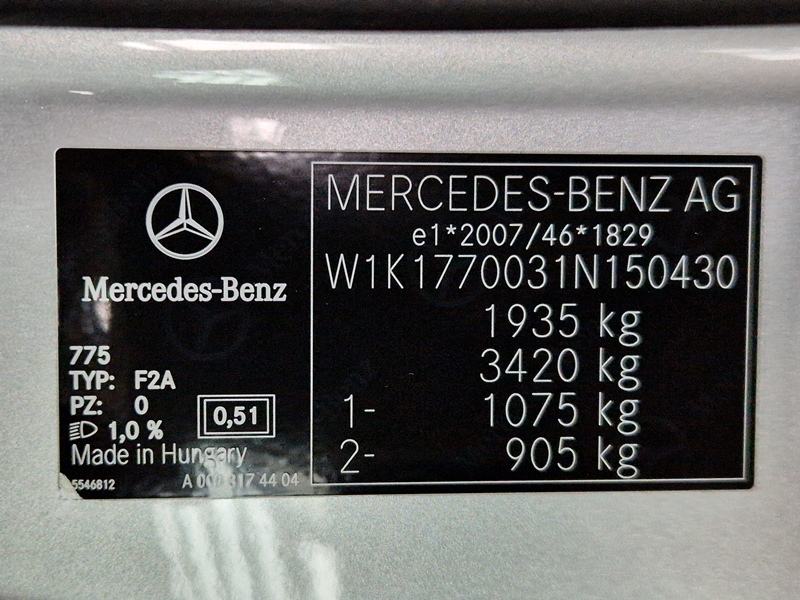 Mercedes-Benz
775
TYP: F2A
PZ: 0
1,0 %
0,51
Made in Hungary
5546812
A 000 817 44 04
MERCEDES-BENZ AG
e1*2007/46*1829
W1K1770031N150430
1935 kg
3420 kg
1- 1075 kg
2- 905 kg